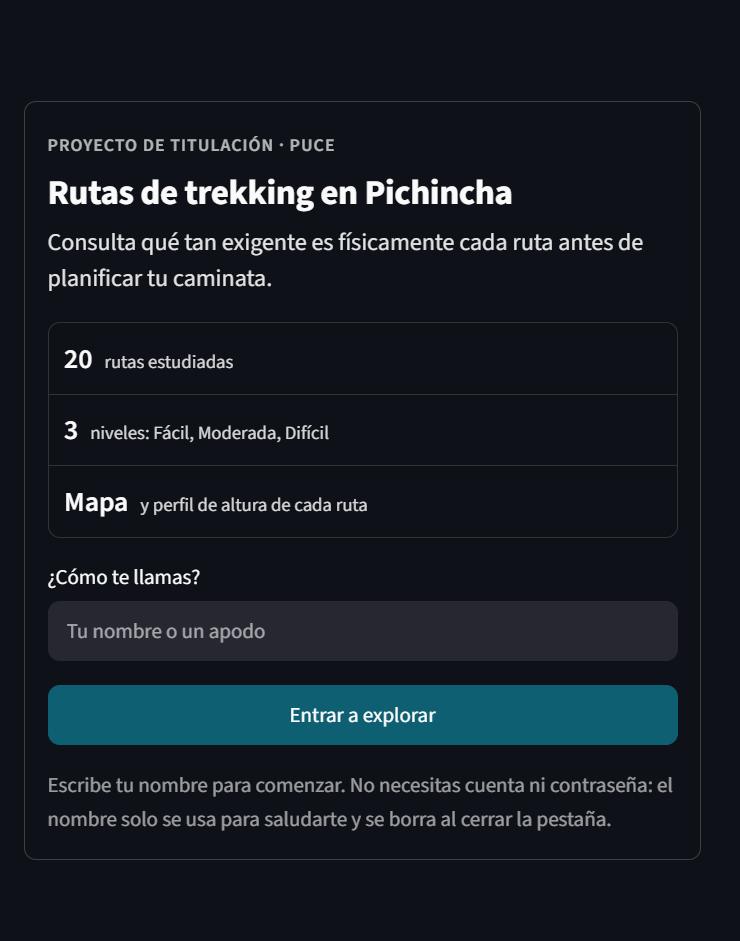 PROYECTO DE TITULACIÓN · PUCE
Rutas de trekking en Pichincha
Consulta qué tan exigente es físicamente cada ruta antes de
planificar tu caminata.
20 rutas estudiadas
3 niveles: Fácil, Moderada, Difícil
Mapa y perfil de altura de cada ruta
¿Cómo te llamas?
Tu nombre o un apodo
Entrar a explorar
Escribe tu nombre para comenzar. No necesitas cuenta ni contraseña: el
nombre solo se usa para saludarte y se borra al cerrar la pestaña.